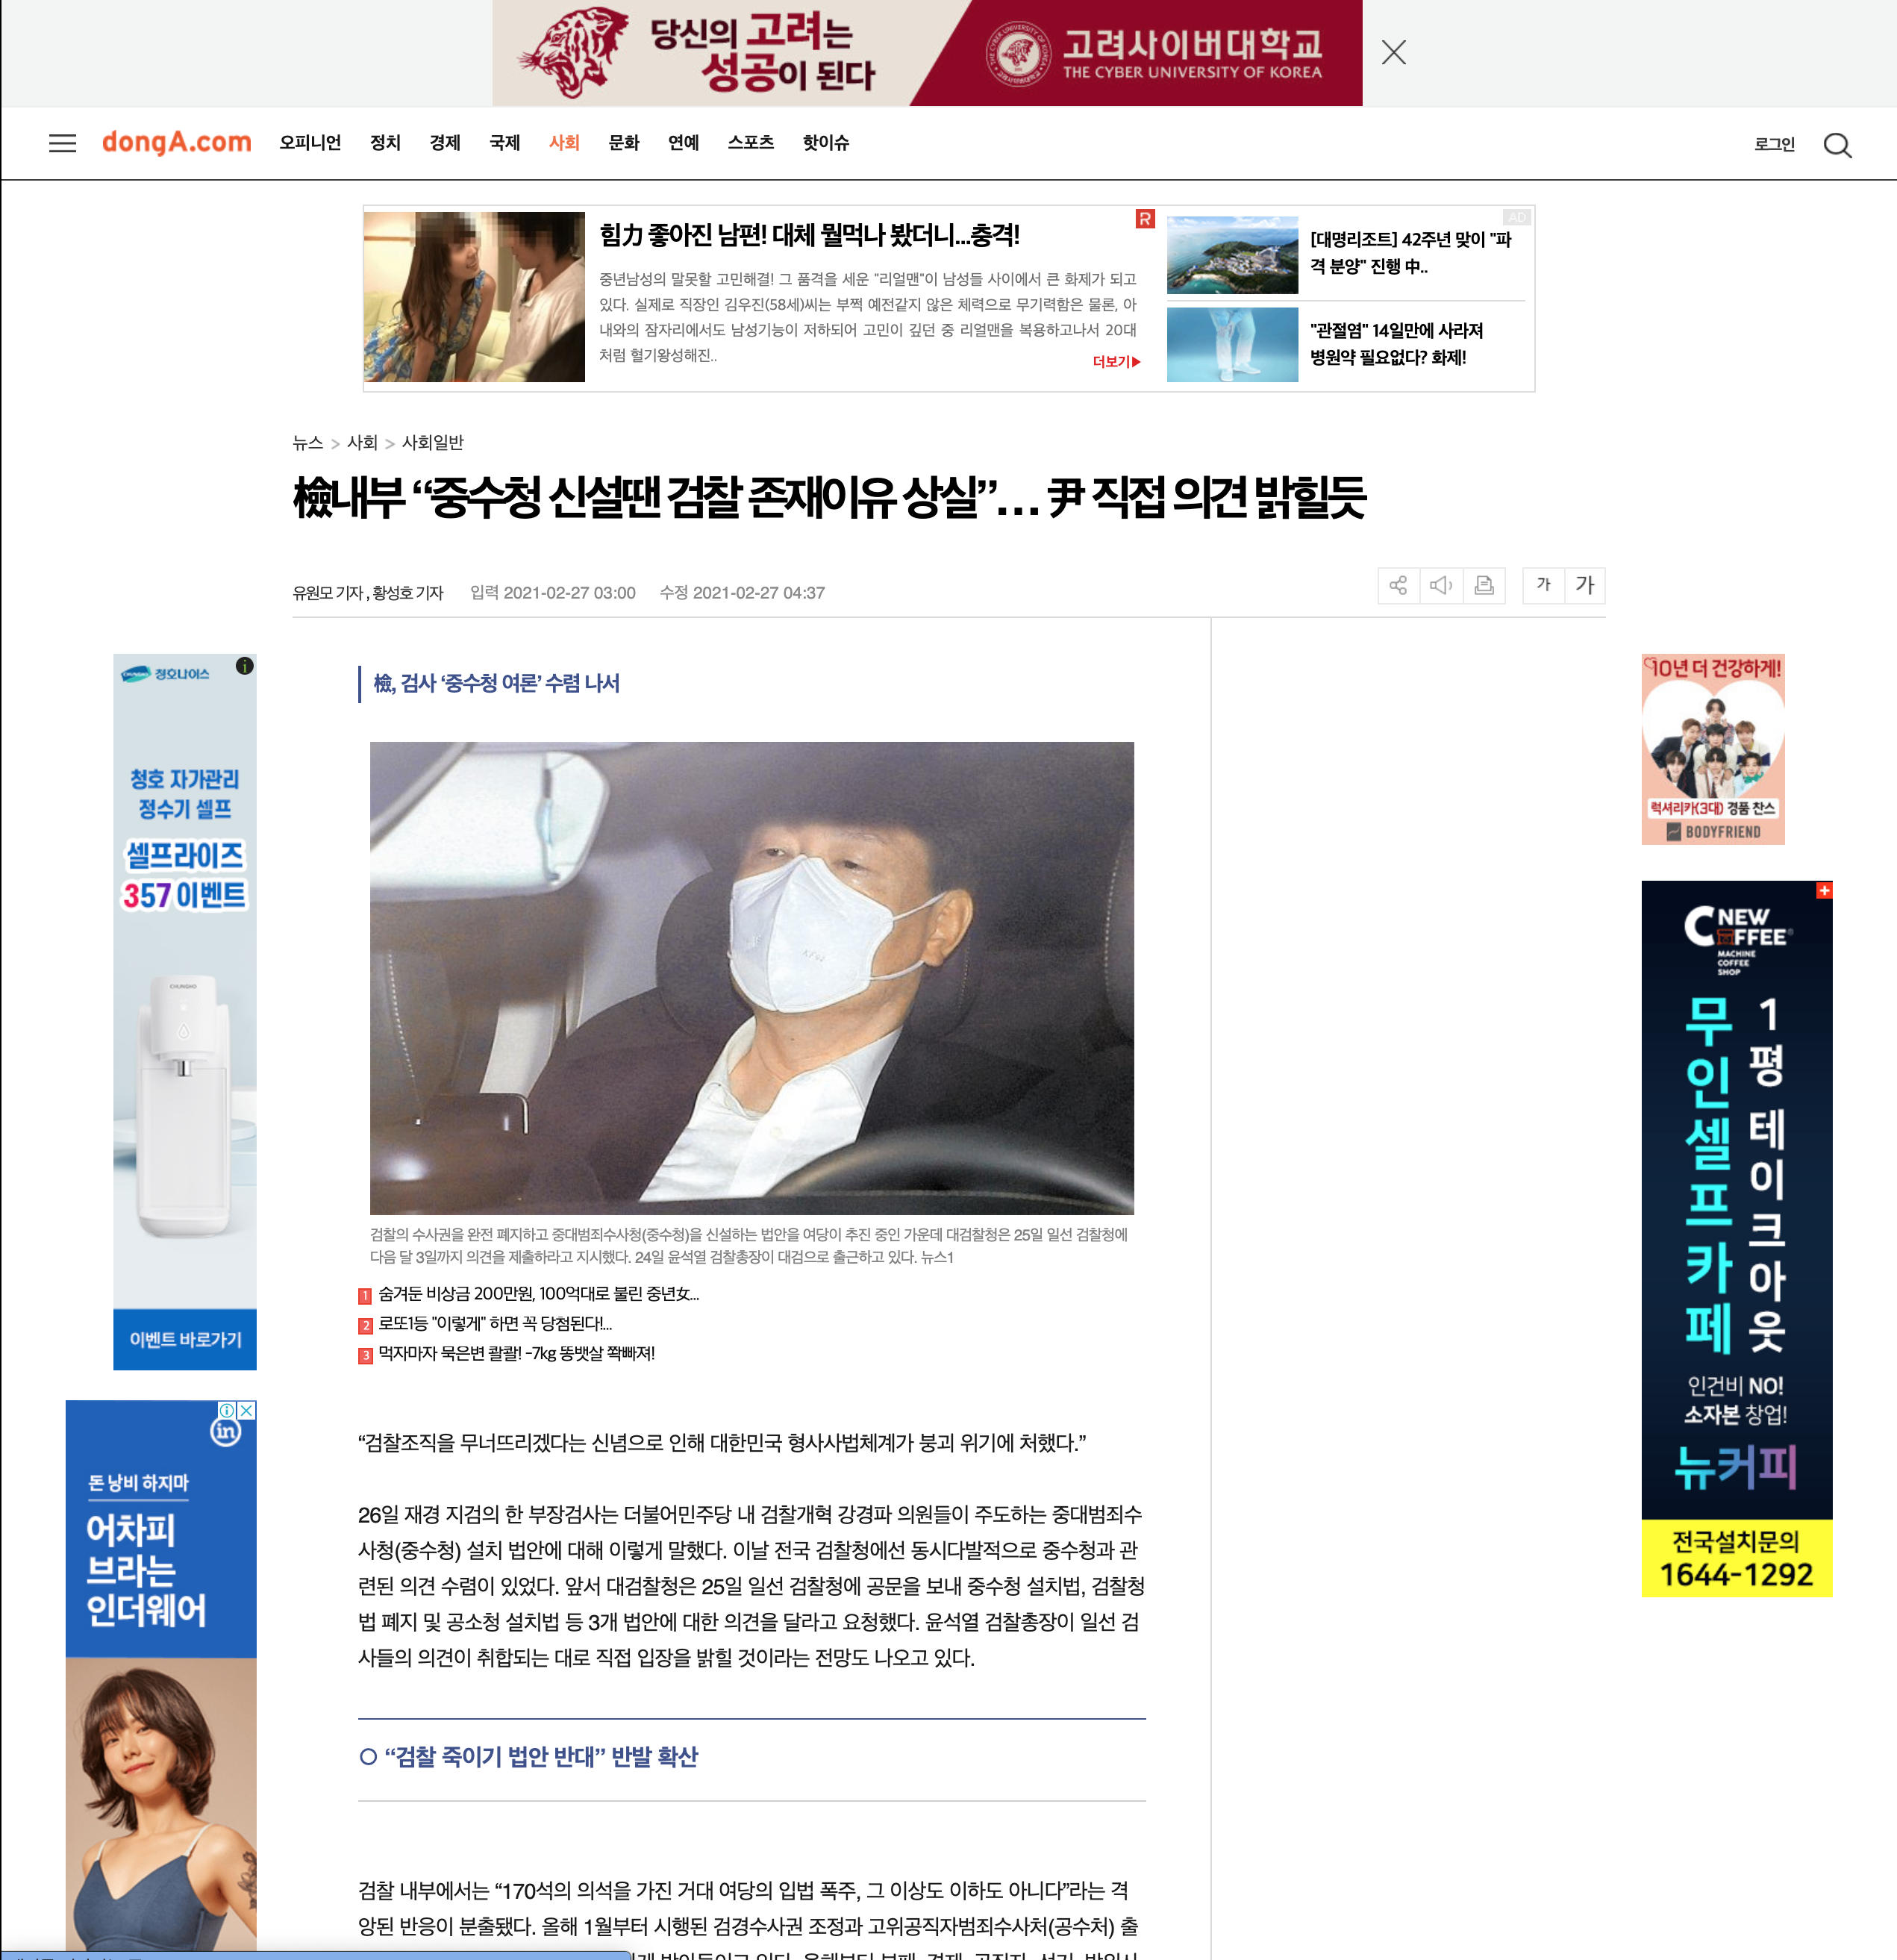 당신의 고려는
성공이 된다
고려사이버대학교
THE CYBER UNIVERSITY OF KOREA
dongA.com 오피니언 정치 경제 국제 사회 문화 연예 스포츠 핫이슈 로그인
힘力 좋아진 남편! 대체 뭘먹나 봤더니...충격!
중년남성의 말못할 고민해결! 그 품격을 세운 "리얼맨"이 남성들 사이에서 큰 화제가 되고
있다. 실제로 직장인 김우진(58세)씨는 부쩍 예전같지 않은 체력으로 무기력함은 물론, 아
내와의 잠자리에서도 남성기능이 저하되어 고민이 깊던 중 리얼맨을 복용하고나서 20대
처럼 혈기왕성해진..
더보기▶
R
AD
[대명리조트] 42주년 맞이 "파
격 분양" 진행 中..
"관절염" 14일만에 사라져
병원약 필요없다? 화제!
뉴스 > 사회 > 사회일반
檢내부 “중수청 신설땐 검찰 존재이유 상실”… 尹 직접 의견 밝힐듯
유원모 기자 , 황성호 기자 입력 2021-02-27 03:00 수정 2021-02-27 04:37
가 가
檢, 검사 ‘중수청 여론’ 수렴 나서
검찰의 수사권을 완전 폐지하고 중대범죄수사청(중수청)을 신설하는 법안을 여당이 추진 중인 가운데 대검찰청은 25일 일선 검찰청에
다음 달 3일까지 의견을 제출하라고 지시했다. 24일 윤석열 검찰총장이 대검으로 출근하고 있다. 뉴스1
1 숨겨둔 비상금 200만원, 100억대로 불린 중년女...
2 로또1등 "이렇게" 하면 꼭 당첨된다!...
3 먹자마자 묵은변 콸콸! -7kg 똥뱃살 쫙빠져!
“검찰조직을 무너뜨리겠다는 신념으로 인해 대한민국 형사사법체계가 붕괴 위기에 처했다.”
26일 재경 지검의 한 부장검사는 더불어민주당 내 검찰개혁 강경파 의원들이 주도하는 중대범죄수
사청(중수청) 설치 법안에 대해 이렇게 말했다. 이날 전국 검찰청에선 동시다발적으로 중수청과 관
련된 의견 수렴이 있었다. 앞서 대검찰청은 25일 일선 검찰청에 공문을 보내 중수청 설치법, 검찰청
법 폐지 및 공소청 설치법 등 3개 법안에 대한 의견을 달라고 요청했다. 윤석열 검찰총장이 일선 검
사들의 의견이 취합되는 대로 직접 입장을 밝힐 것이라는 전망도 나오고 있다.
○ “검찰 죽이기 법안 반대” 반발 확산
검찰 내부에서는 “170석의 의석을 가진 거대 여당의 입법 폭주, 그 이상도 이하도 아니다”라는 격
앙된 반응이 분출됐다. 올해 1월부터 시행된 검경수사권 조정과 고위공직자범죄수사처(공수처) 출
청호나이스
청호 자가관리
정수기 셀프
셀프라이즈
357 이벤트
CHUNGHO
이벤트 바로가기
in
돈 낭비 하지마
어차피
브라는
인더웨어
10년 더 건강하게!
럭셔리카(3대) 경품 찬스
BODYFRIEND
NEW
COFFEE
MACHINE
COFFEE
SHOP
1평 테이크아웃
무인셀프카페
인건비 NO!
소자본 창업!
뉴커피
전국설치문의
1644-1292